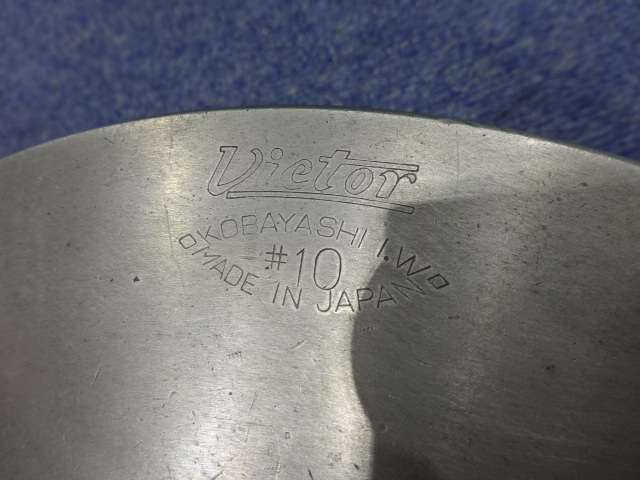 Victor
KOBAYASHI I.W
#10
MADE IN JAPAN